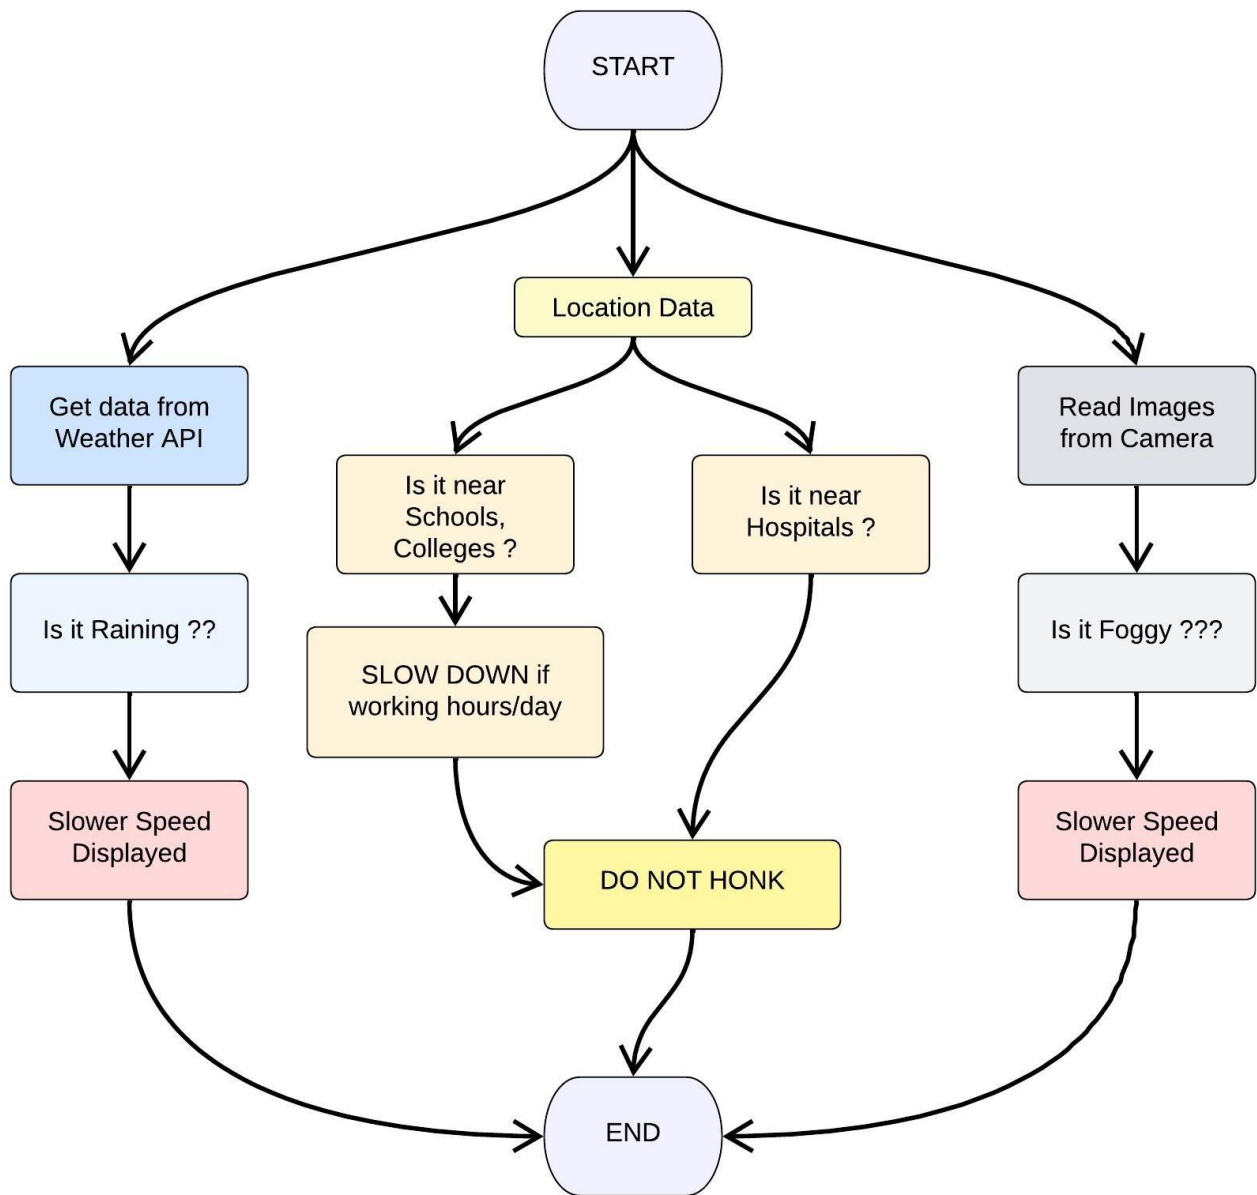 START
Location Data
Get data from
Weather API
Read Images
from Camera
Is it near
Schools,
Colleges ?
Is it near
Hospitals ?
Is it Raining ??
Is it Foggy ???
SLOW DOWN if
working hours/day
Slower Speed
Displayed
DO NOT HONK
Slower Speed
Displayed
END